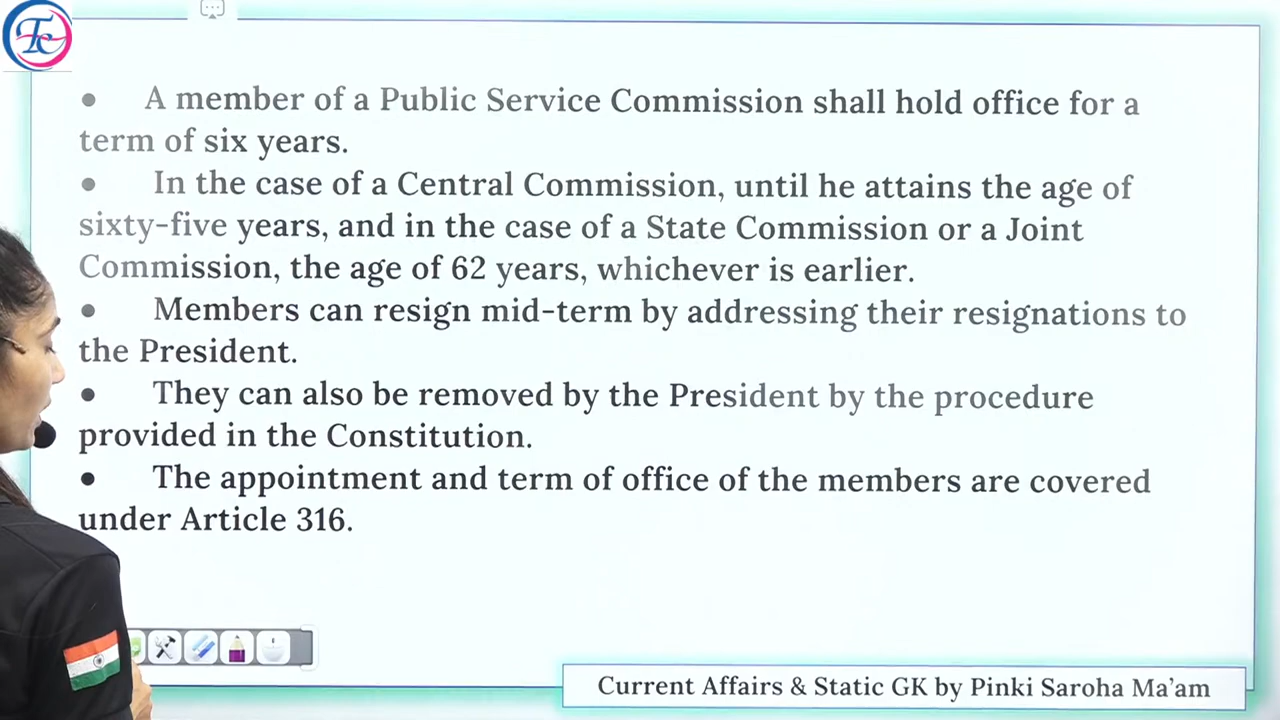 Tc
● A member of a Public Service Commission shall hold office for a
term of six years.
● In the case of a Central Commission, until he attains the age of
sixty-five years, and in the case of a State Commission or a Joint
Commission, the age of 62 years, whichever is earlier.
● Members can resign mid-term by addressing their resignations to
the President.
● They can also be removed by the President by the procedure
provided in the Constitution.
● The appointment and term of office of the members are covered
under Article 316.
Current Affairs & Static GK by Pinki Saroha Ma’am